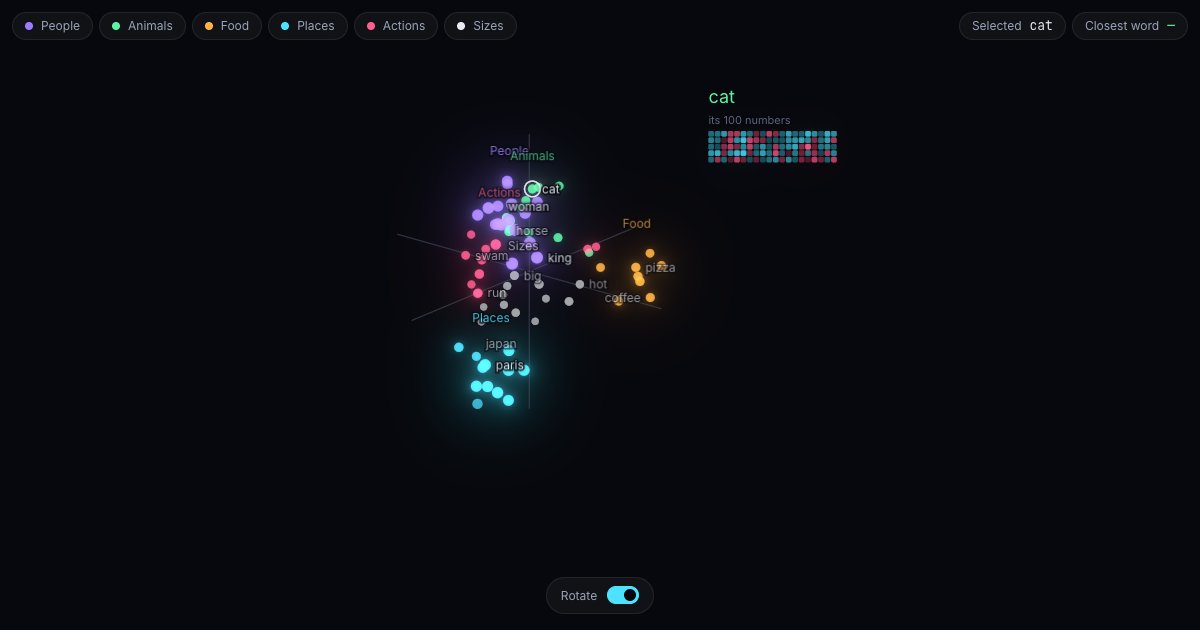 People
Animals
Food
Places
Actions
Sizes
Selected cat
Closest word –
cat
its 100 numbers
People
Animals
Actions
cat
woman
Food
horse
Sizes
swam
king
pizza
big
hot
run
coffee
Places
japan
paris
Rotate